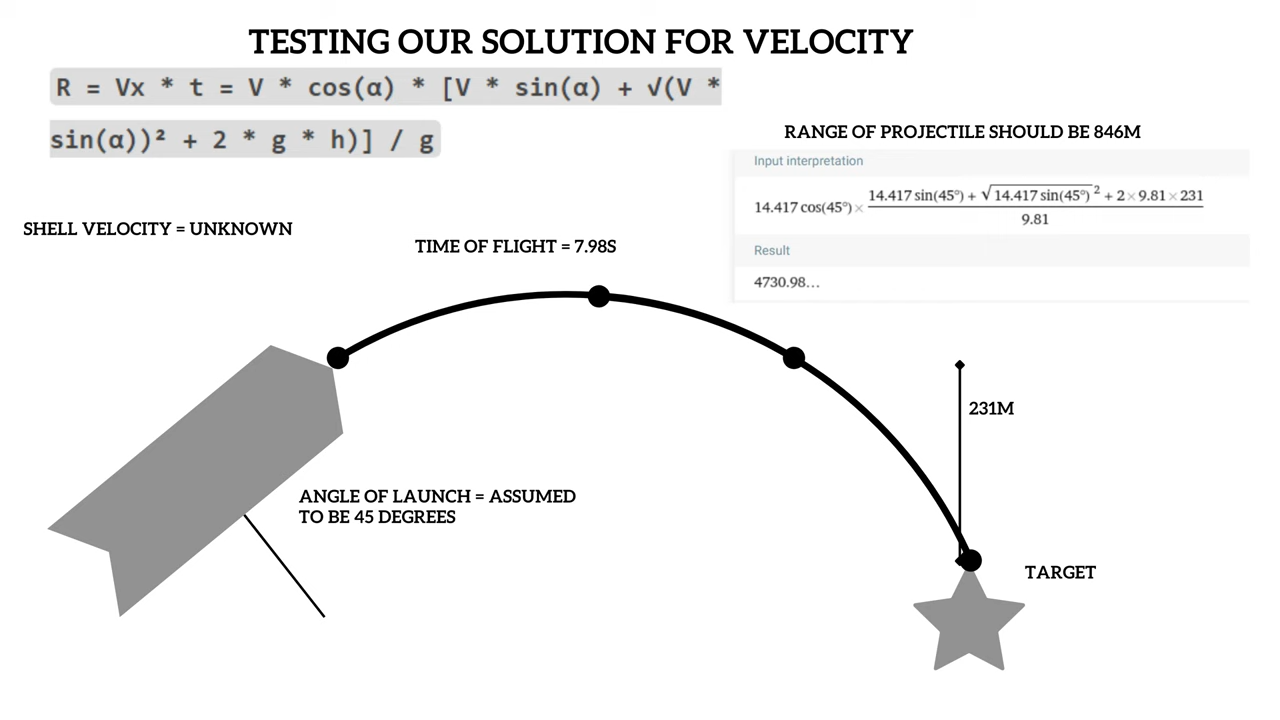 TESTING OUR SOLUTION FOR VELOCITY
R = Vx * t = V * cos(α) * [V * sin(α) + √(V *
sin(α))² + 2 * g * h)] / g
RANGE OF PROJECTILE SHOULD BE 846M
Input interpretation
14.417 cos(45°) × (14.417 sin(45°) + √14.417 sin(45°) ² + 2 × 9.81 × 231) / 9.81
Result
4730.98…
SHELL VELOCITY = UNKNOWN
TIME OF FLIGHT = 7.98S
231M
ANGLE OF LAUNCH = ASSUMED
TO BE 45 DEGREES
TARGET